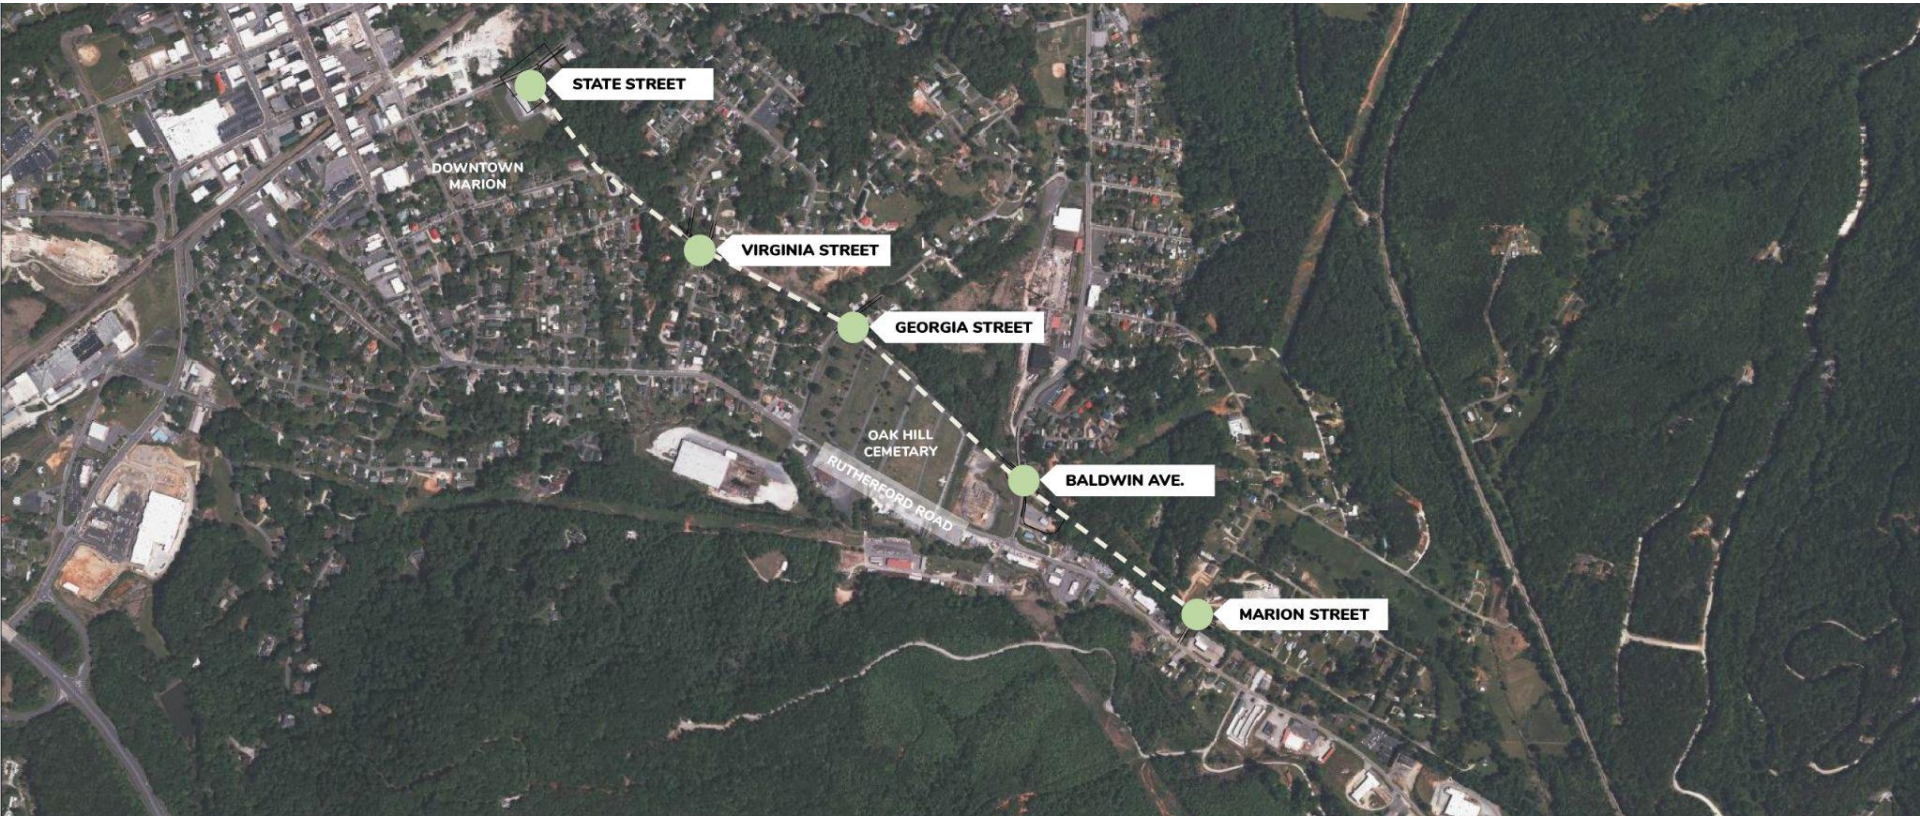 STATE STREET
DOWNTOWN
MARION
VIRGINIA STREET
GEORGIA STREET
OAK HILL
CEMETARY
RUTHERFORD ROAD
BALDWIN AVE.
MARION STREET